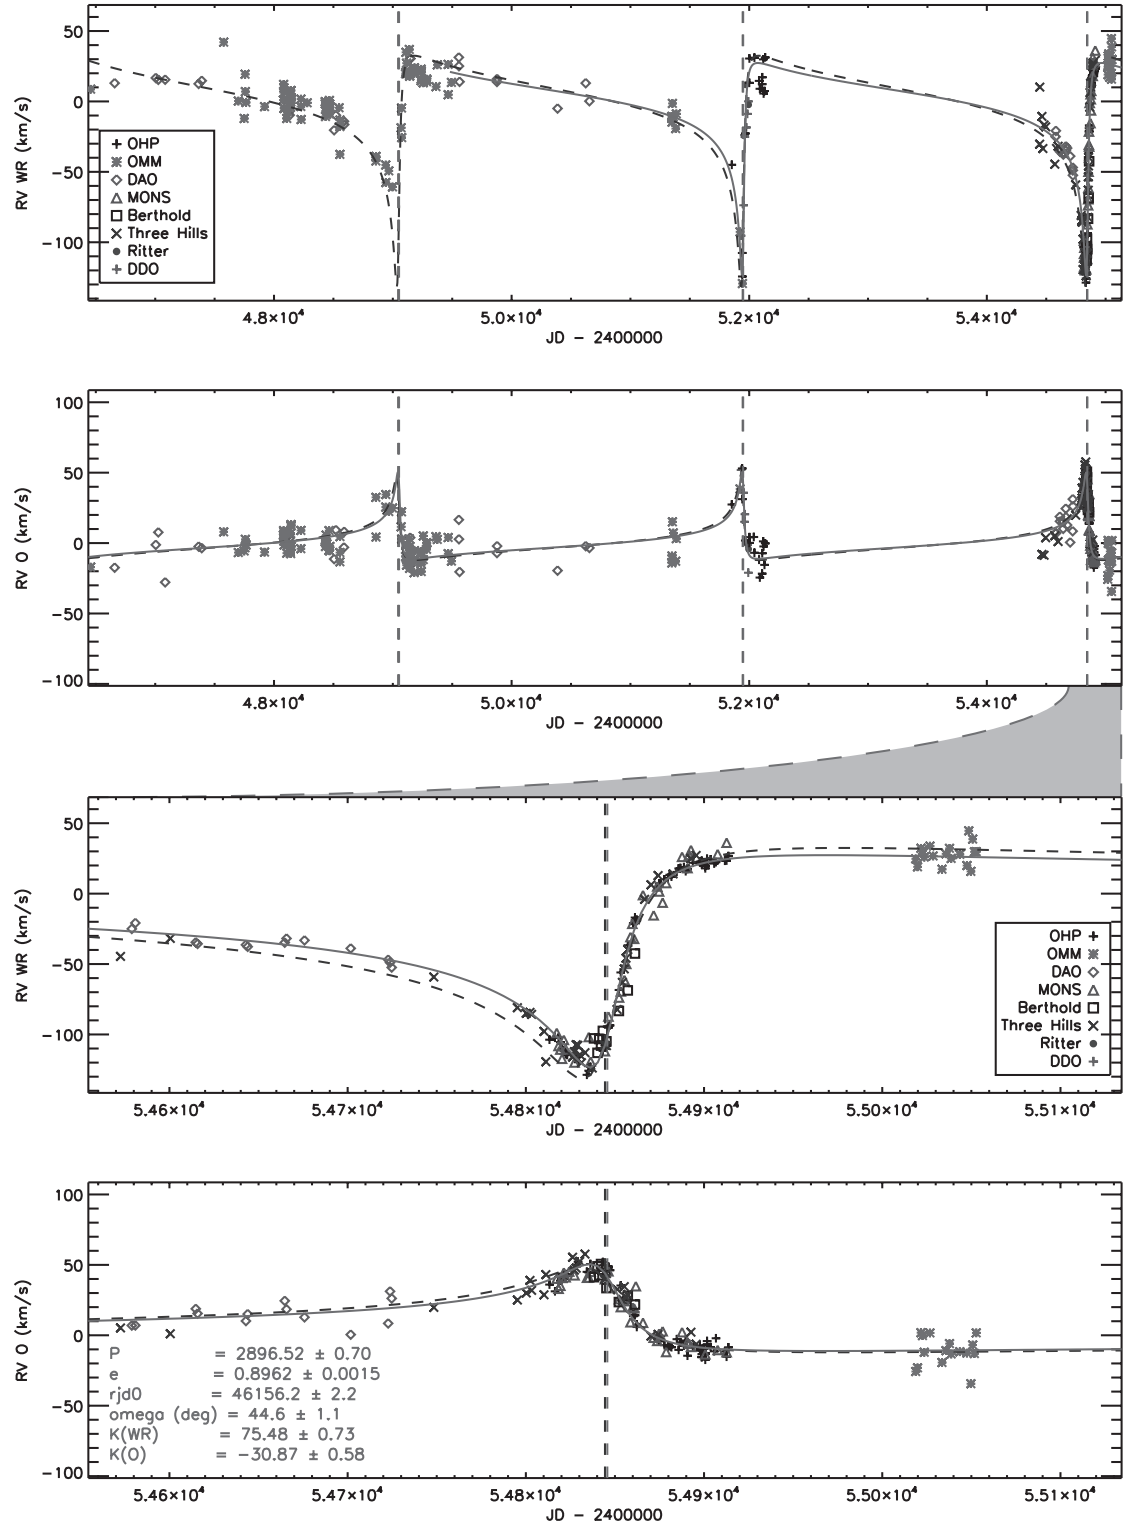 50
0
-50
-100
RV WR (km/s)
OHP
OMM
DAO
MONS
Berthold
Three Hills
Ritter
DDO
4.8×10⁴ 5.0×10⁴ 5.2×10⁴ 5.4×10⁴
JD - 2400000
100
50
0
-50
-100
RV O (km/s)
4.8×10⁴ 5.0×10⁴ 5.2×10⁴ 5.4×10⁴
JD - 2400000
50
0
-50
-100
RV WR (km/s)
OHP
OMM
DAO
MONS
Berthold
Three Hills
Ritter
DDO
5.46×10⁴ 5.47×10⁴ 5.48×10⁴ 5.49×10⁴ 5.50×10⁴ 5.51×10⁴
JD - 2400000
100
50
0
-50
-100
RV O (km/s)
P = 2896.52 ± 0.70
e = 0.8962 ± 0.0015
rjd0 = 46156.2 ± 2.2
omega (deg) = 44.6 ± 1.1
K(WR) = 75.48 ± 0.73
K(O) = -30.87 ± 0.58
5.46×10⁴ 5.47×10⁴ 5.48×10⁴ 5.49×10⁴ 5.50×10⁴ 5.51×10⁴
JD - 2400000